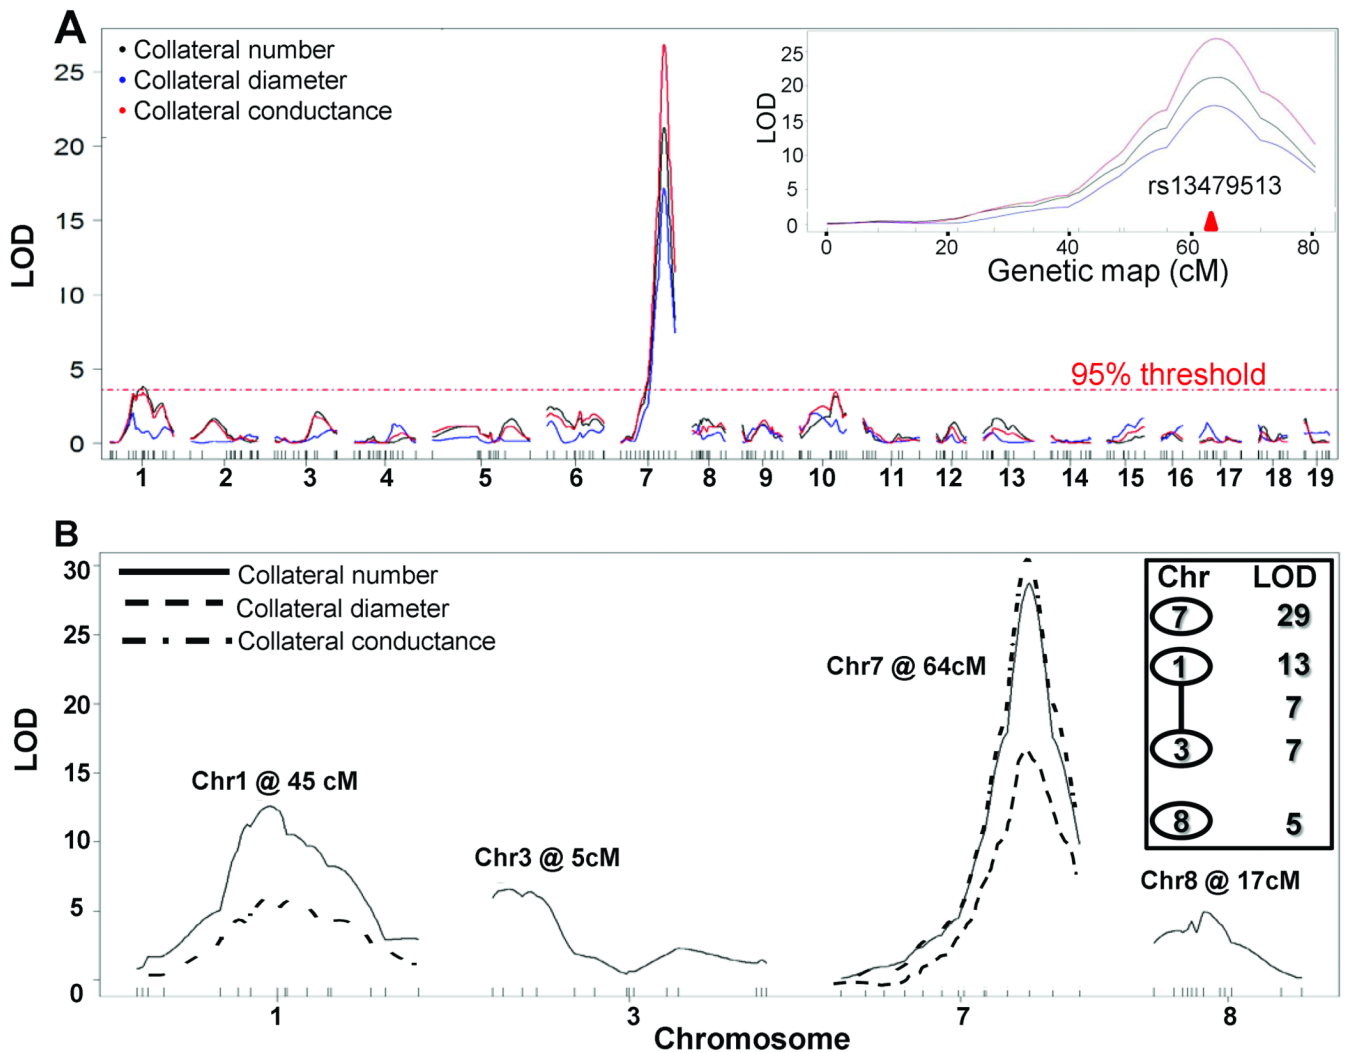 A
Collateral number
Collateral diameter
Collateral conductance
LOD
25
20
15
10
5
0
95% threshold
1 2 3 4 5 6 7 8 9 10 11 12 13 14 15 16 17 18 19
LOD
25
20
15
10
5
0
rs13479513
0 20 40 60 80
Genetic map (cM)
B
Collateral number
Collateral diameter
Collateral conductance
LOD
30
25
20
15
10
5
0
Chr1 @ 45 cM
Chr3 @ 5cM
Chr7 @ 64cM
Chr8 @ 17cM
Chr LOD
7 29
1 13
7
3 7
8 5
1 3 7 8
Chromosome